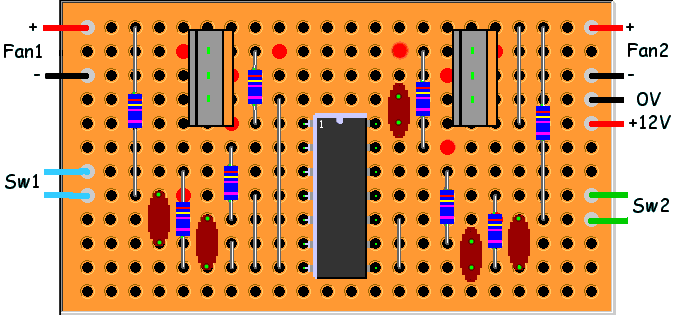 + +
Fan1 Fan2
- -
0V
1 +12V
Sw1
Sw2